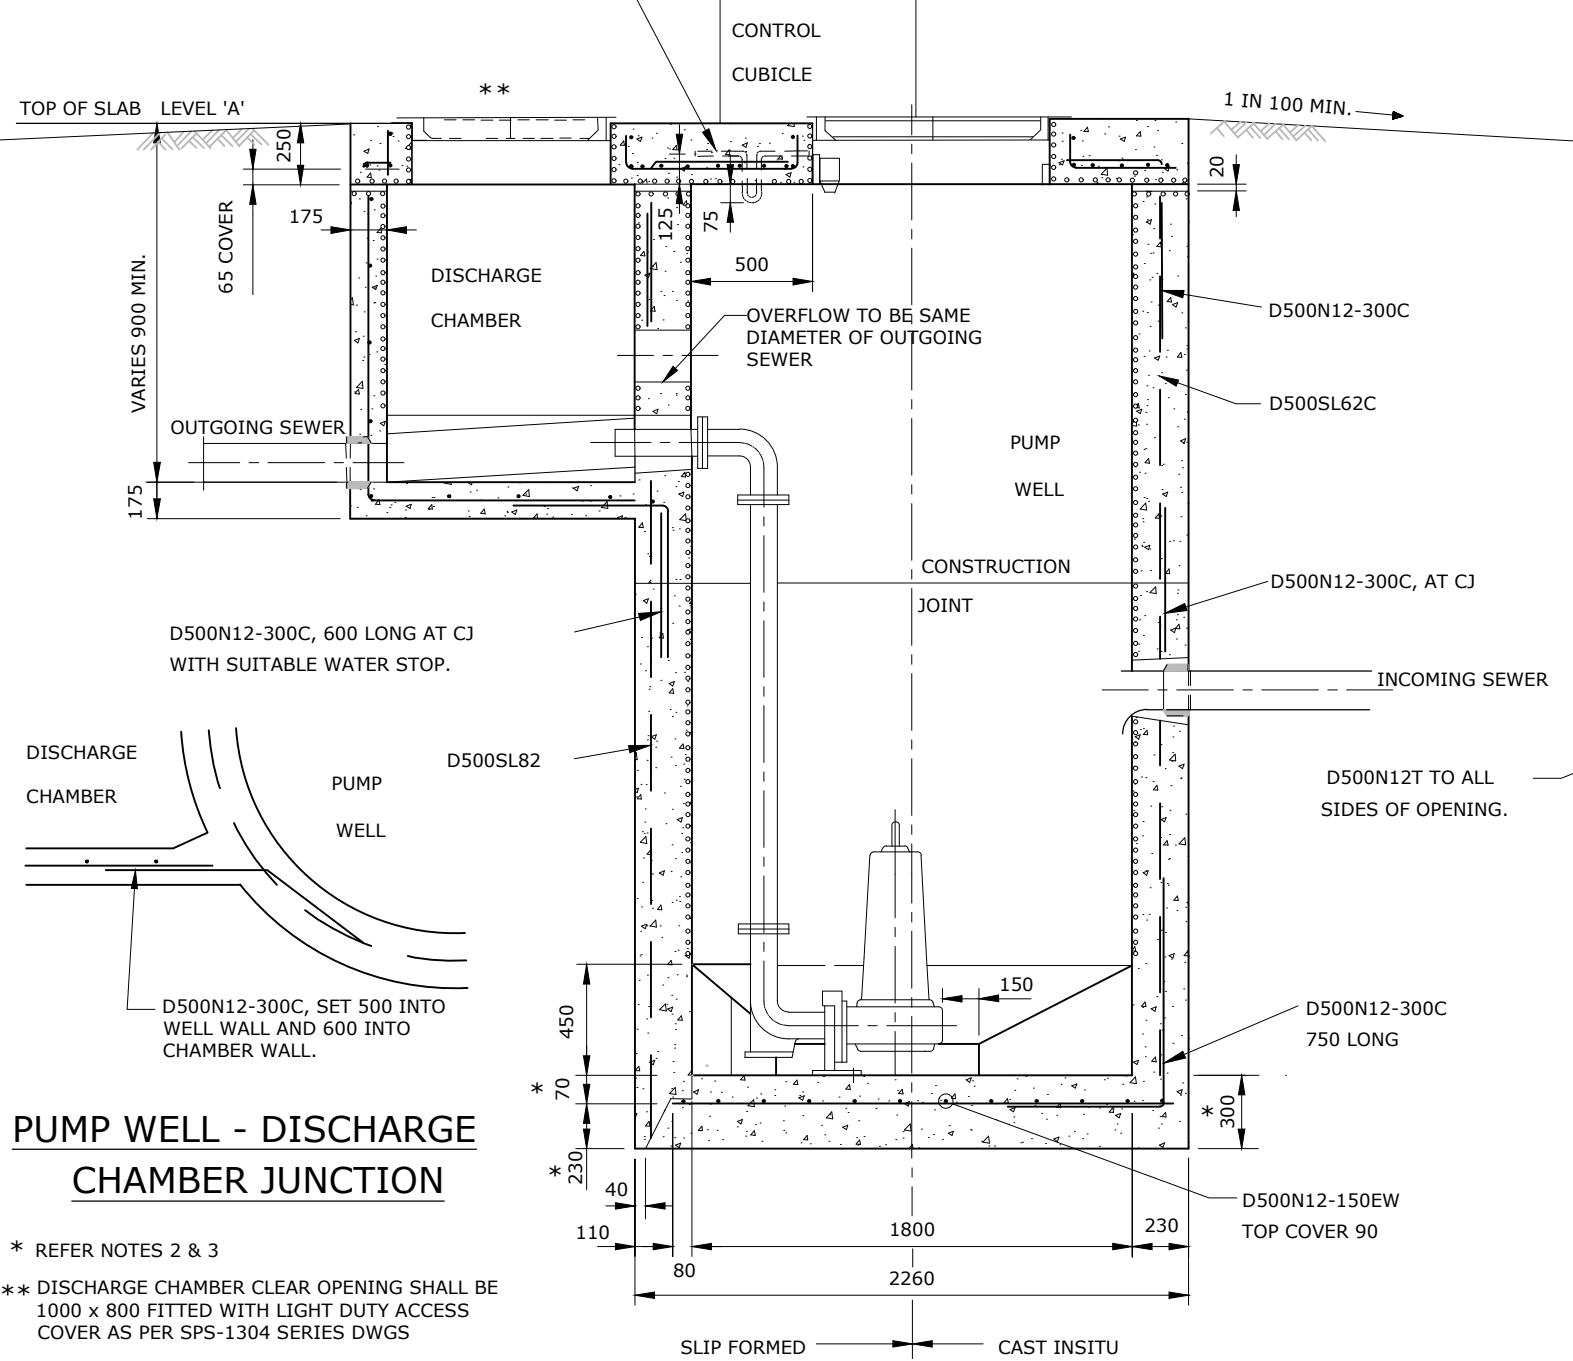 CONTROL
CUBICLE
**
TOP OF SLAB LEVEL 'A'
1 IN 100 MIN.
250
20
65 COVER
175
125
75
500
VARIES 900 MIN.
DISCHARGE
CHAMBER
OVERFLOW TO BE SAME
DIAMETER OF OUTGOING
SEWER
D500N12-300C
D500SL62C
OUTGOING SEWER
PUMP
WELL
175
CONSTRUCTION
JOINT
D500N12-300C, AT CJ
D500N12-300C, 600 LONG AT CJ
WITH SUITABLE WATER STOP.
INCOMING SEWER
D500SL82
D500N12T TO ALL
SIDES OF OPENING.
DISCHARGE
CHAMBER
PUMP
WELL
D500N12-300C, SET 500 INTO
WELL WALL AND 600 INTO
CHAMBER WALL.
450
150
D500N12-300C
750 LONG
* 70
* 300
* 230
PUMP WELL - DISCHARGE
CHAMBER JUNCTION
40
110
80
1800
230
2260
D500N12-150EW
TOP COVER 90
* REFER NOTES 2 & 3
** DISCHARGE CHAMBER CLEAR OPENING SHALL BE
1000 x 800 FITTED WITH LIGHT DUTY ACCESS
COVER AS PER SPS-1304 SERIES DWGS
SLIP FORMED
CAST INSITU